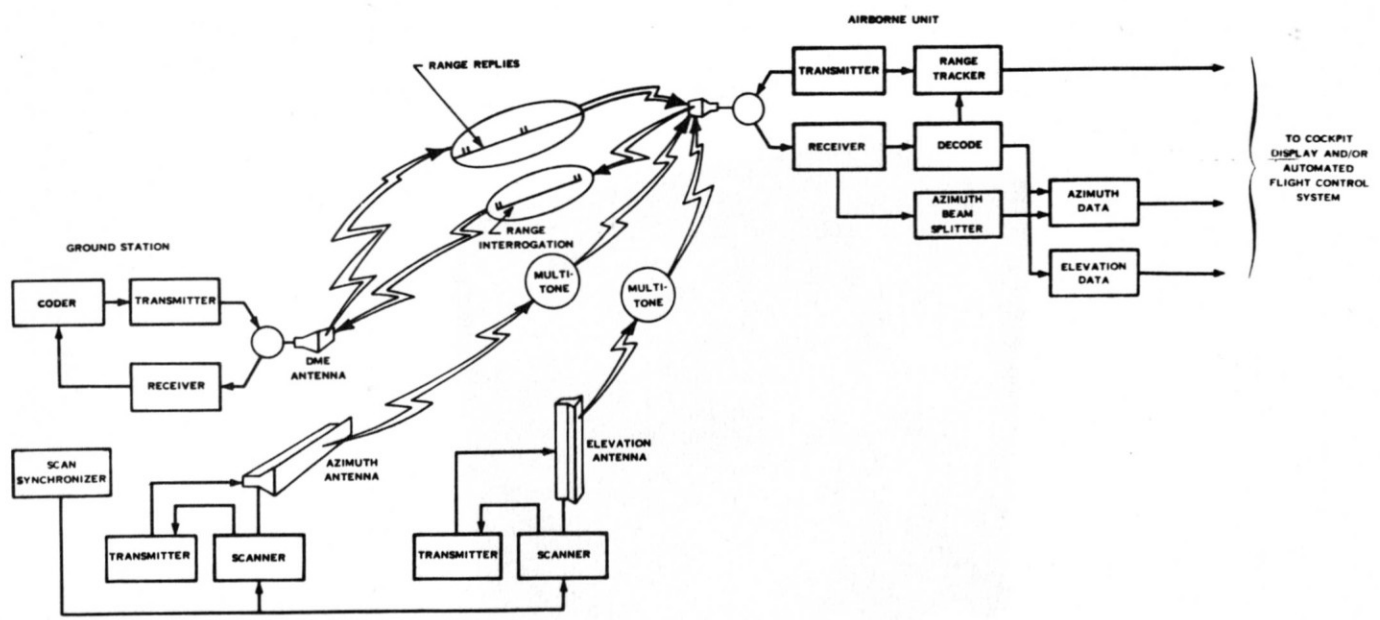 AIRBORNE UNIT
RANGE REPLIES
TRANSMITTER
RANGE
TRACKER
RECEIVER
DECODE
TO COCKPIT
DISPLAY AND/OR
AUTOMATED
FLIGHT CONTROL
SYSTEM
AZIMUTH
BEAM
SPLITTER
AZIMUTH
DATA
ELEVATION
DATA
RANGE
INTERROGATION
GROUND STATION
MULTI-
TONE
MULTI-
TONE
CODER
TRANSMITTER
DME
ANTENNA
RECEIVER
SCAN
SYNCHRONIZER
AZIMUTH
ANTENNA
ELEVATION
ANTENNA
TRANSMITTER
SCANNER
TRANSMITTER
SCANNER